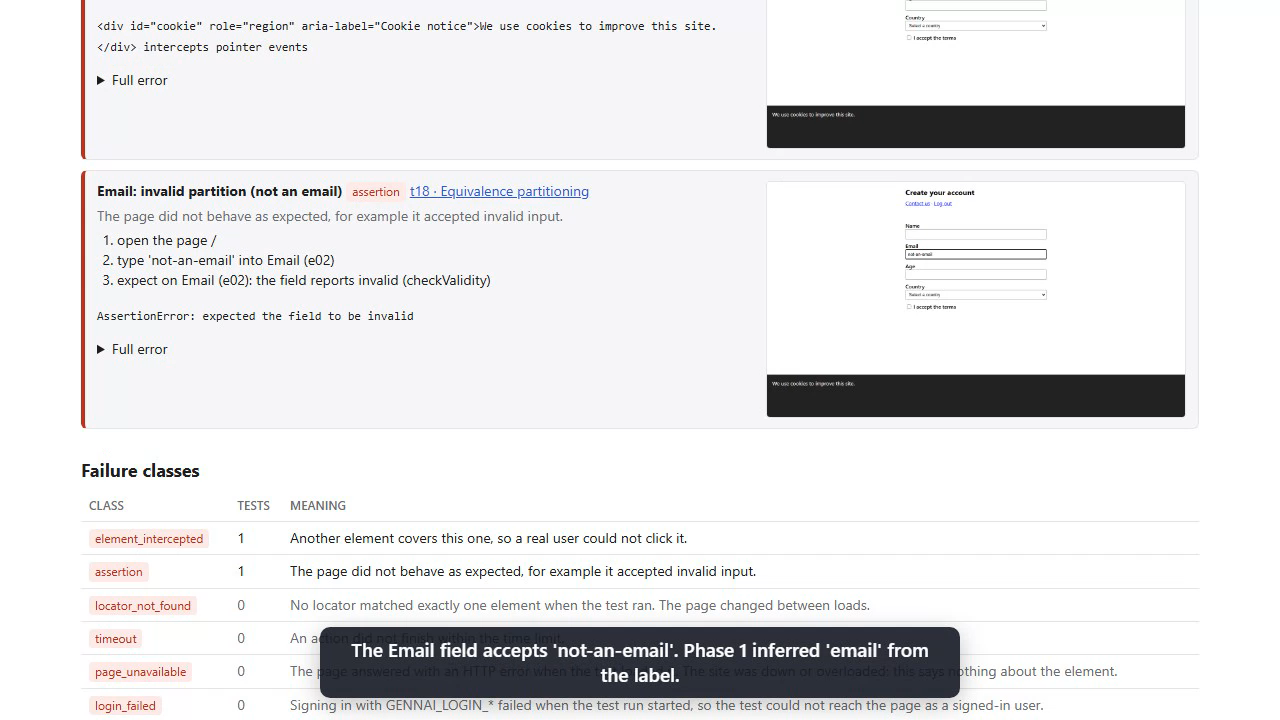 <div id="cookie" role="region" aria-label="Cookie notice">We use cookies to improve this site.
</div> intercepts pointer events
▶ Full error
Country
Select a country
I accept the terms
We use cookies to improve this site.
Email: invalid partition (not an email) assertion t18 · Equivalence partitioning
The page did not behave as expected, for example it accepted invalid input.
1. open the page /
2. type 'not-an-email' into Email (e02)
3. expect on Email (e02): the field reports invalid (checkValidity)
AssertionError: expected the field to be invalid
▶ Full error
Create your account
Contact us · Log out
Name
Email
not-an-email
Age
Country
Select a country
I accept the terms
We use cookies to improve this site.
Failure classes
CLASS TESTS MEANING
element_intercepted 1 Another element covers this one, so a real user could not click it.
assertion 1 The page did not behave as expected, for example it accepted invalid input.
locator_not_found 0 No locator matched exactly one element when the test ran. The page changed between loads.
timeout 0 An action did not finish within the time limit.
page_unavailable 0 The page answered with an HTTP error when the test The site was down or overloaded: this says nothing about the element.
login_failed 0 Signing in with GENNAI_LOGIN_* failed when the test run started, so the test could not reach the page as a signed-in user.
The Email field accepts 'not-an-email'. Phase 1 inferred 'email' from
the label.